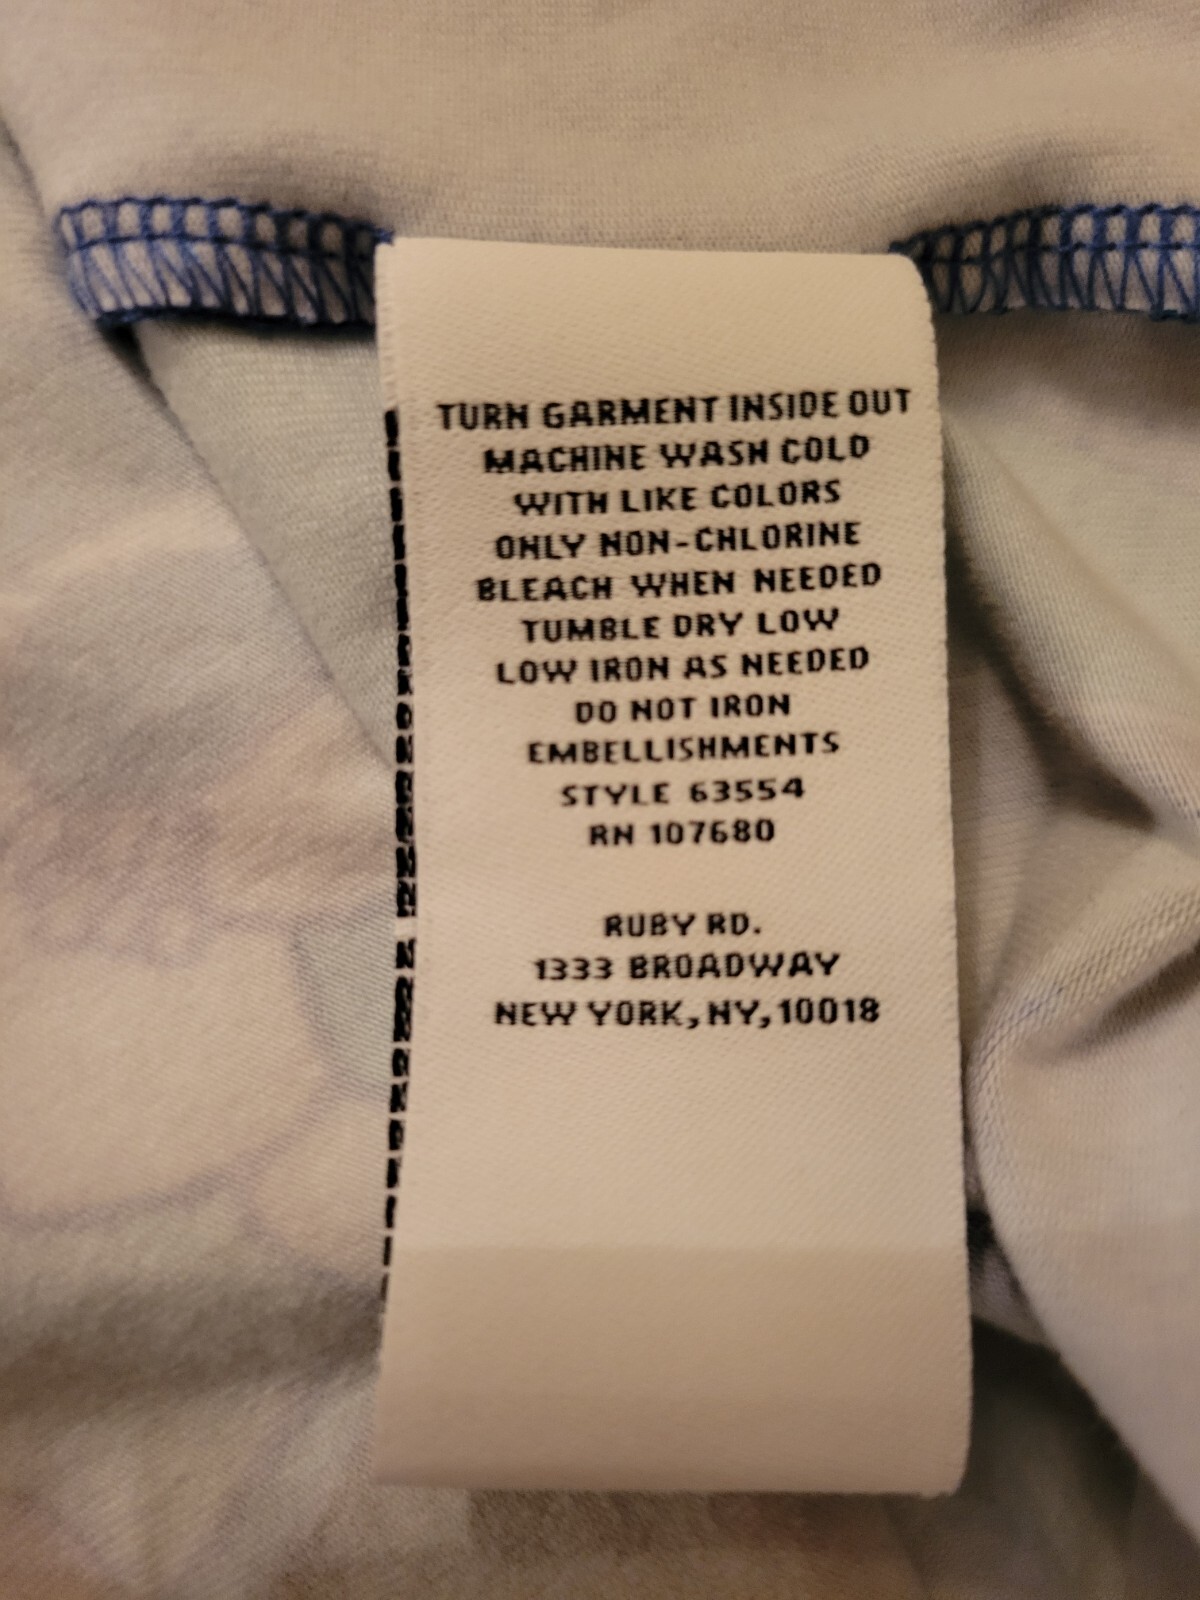 TURN GARMENT INSIDE OUT
MACHINE WASH COLD
WITH LIKE COLORS
ONLY NON-CHLORINE
BLEACH WHEN NEEDED
TUMBLE DRY LOW
LOW IRON AS NEEDED
DO NOT IRON
EMBELLISHMENTS
STYLE 63554
RN 107680
RUBY RD.
1333 BROADWAY
NEW YORK, NY, 10018